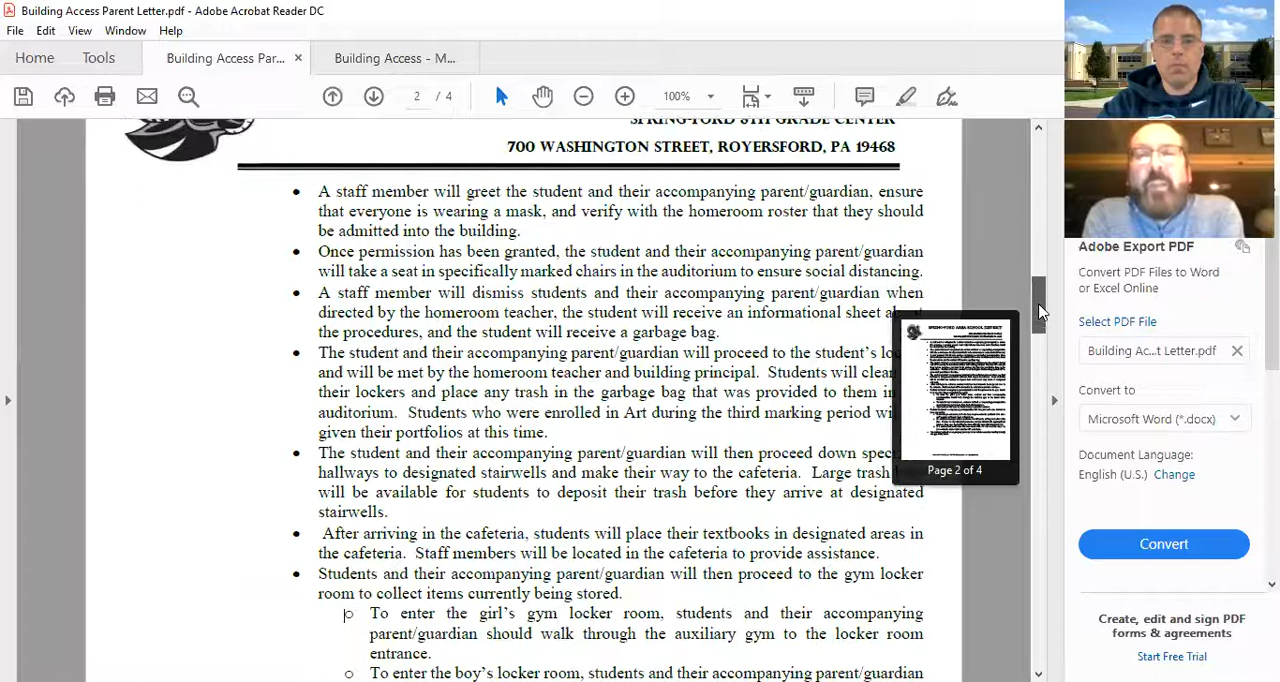 Building Access Parent Letter.pdf - Adobe Acrobat Reader DC
File Edit View Window Help
Home Tools Building Access Par... × Building Access - M...
2 / 4 100%
SPRING-FORD 8TH GRADE CENTER
700 WASHINGTON STREET, ROYERSFORD, PA 19468
• A staff member will greet the student and their accompanying parent/guardian, ensure
that everyone is wearing a mask, and verify with the homeroom roster that they should
be admitted into the building.
• Once permission has been granted, the student and their accompanying parent/guardian
will take a seat in specifically marked chairs in the auditorium to ensure social distancing.
• A staff member will dismiss students and their accompanying parent/guardian when
directed by the homeroom teacher, the student will receive an informational sheet
the procedures, and the student will receive a garbage bag.
• The student and their accompanying parent/guardian will proceed to the student's
and will be met by the homeroom teacher and building principal. Students will
their lockers and place any trash in the garbage bag that was provided to them
auditorium. Students who were enrolled in Art during the third marking period
given their portfolios at this time.
• The student and their accompanying parent/guardian will then proceed down
hallways to designated stairwells and make their way to the cafeteria. Large trash
will be available for students to deposit their trash before they arrive at designated
stairwells.
• After arriving in the cafeteria, students will place their textbooks in designated areas in
the cafeteria. Staff members will be located in the cafeteria to provide assistance.
• Students and their accompanying parent/guardian will then proceed to the gym locker
room to collect items currently being stored.
o To enter the girl's gym locker room, students and their accompanying
parent/guardian should walk through the auxiliary gym to the locker room
entrance.
o To enter the boy's locker room, students and their accompanying parent/guardian
Page 2 of 4
Adobe Export PDF
Convert PDF Files to Word
or Excel Online
Select PDF File
Building Ac...t Letter.pdf ×
Convert to
Microsoft Word (*.docx)
Document Language:
English (U.S.) Change
Convert
Create, edit and sign PDF
forms & agreements
Start Free Trial